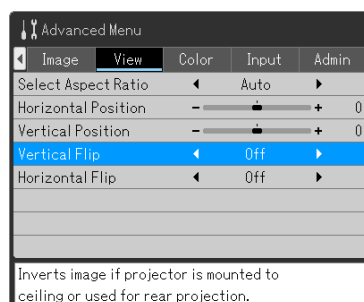 Advanced Menu
Image View Color Input Admin
Select Aspect Ratio Auto
Horizontal Position - + 0
Vertical Position - + 0
Vertical Flip Off
Horizontal Flip Off
Inverts image if projector is mounted to
ceiling or used for rear projection.